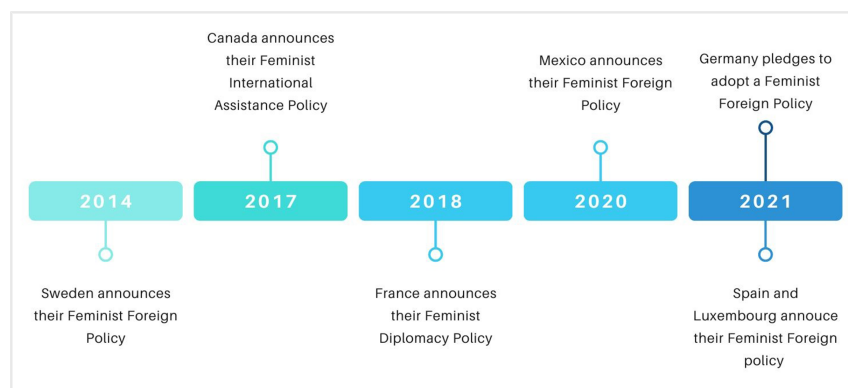 Canada announces
their Feminist
International
Assistance Policy
Mexico announces
their Feminist Foreign
Policy
Germany pledges to
adopt a Feminist
Foreign Policy
2014
2017
2018
2020
2021
Sweden announces
their Feminist Foreign
Policy
France announces
their Feminist
Diplomacy Policy
Spain and
Luxembourg annouce
their Feminist Foreign
policy